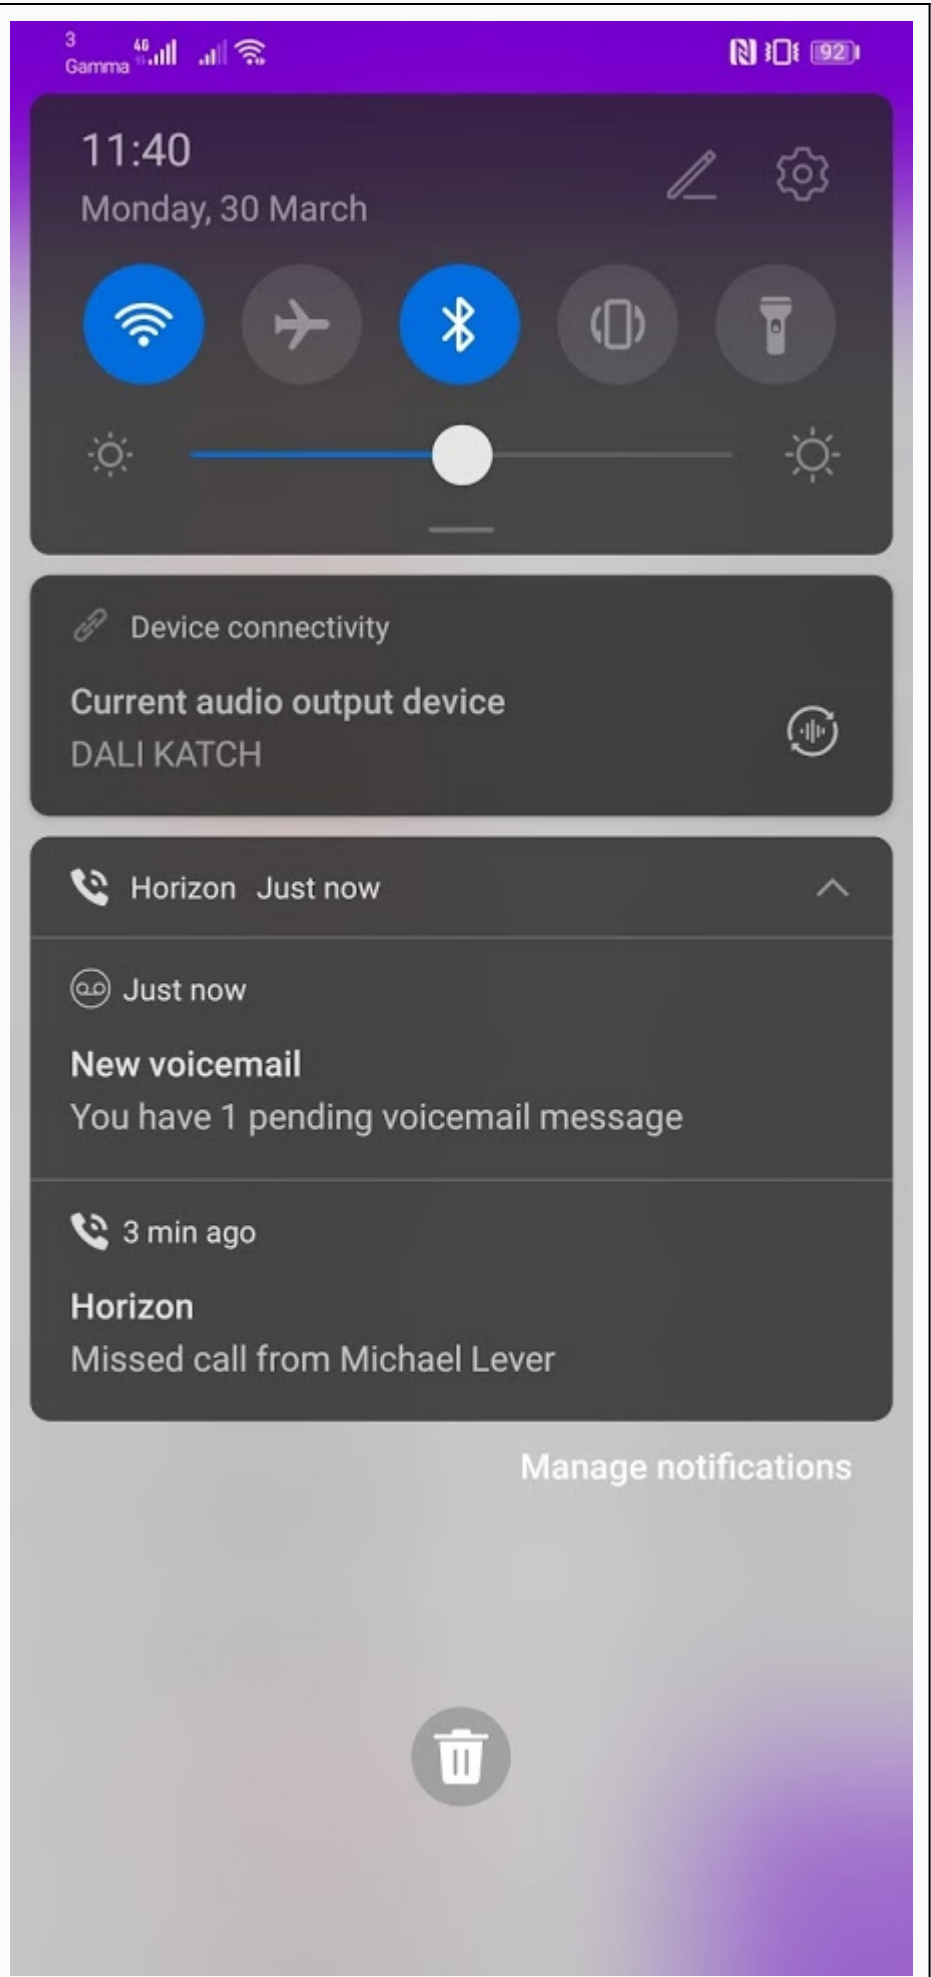 3
Gamma
4G
92
11:40
Monday, 30 March
Device connectivity
Current audio output device
DALI KATCH
Horizon Just now
Just now
New voicemail
You have 1 pending voicemail message
3 min ago
Horizon
Missed call from Michael Lever
Manage notifications